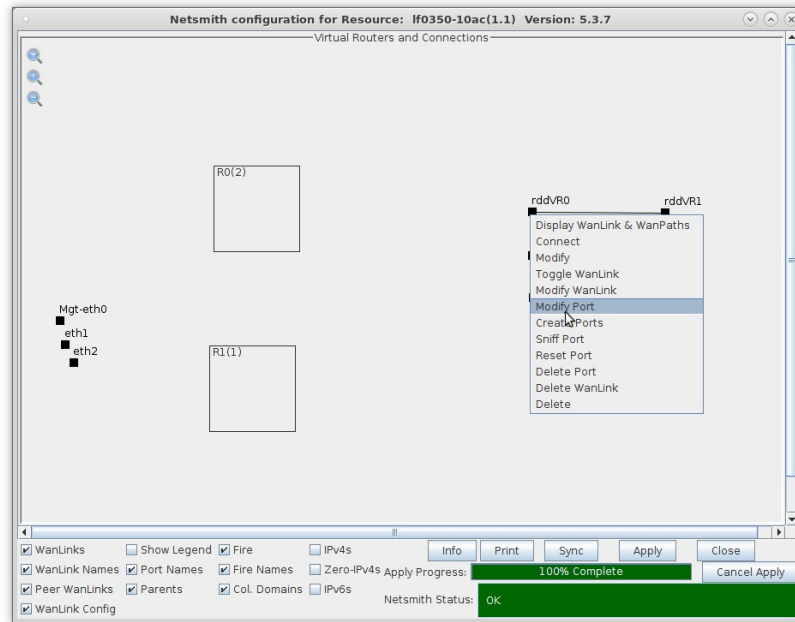 Netsmith configuration for Resource: lf0350-10ac(1.1) Version: 5.3.7
Virtual Routers and Connections
R0(2)
rddVR0 rddVR1
Display WanLink & WanPaths
Connect
Modify
Toggle WanLink
Modify WanLink
Modify Port
Create Ports
Sniff Port
Reset Port
Delete Port
Delete WanLink
Delete
Mgt-eth0
eth1
eth2
R1(1)
WanLinks Show Legend Fire IPv4s Info Print Sync Apply Close
WanLink Names Port Names Fire Names Zero-IPv4s Apply Progress: 100% Complete Cancel Apply
Peer WanLinks Parents Col. Domains IPv6s Netsmith Status: OK
WanLink Config